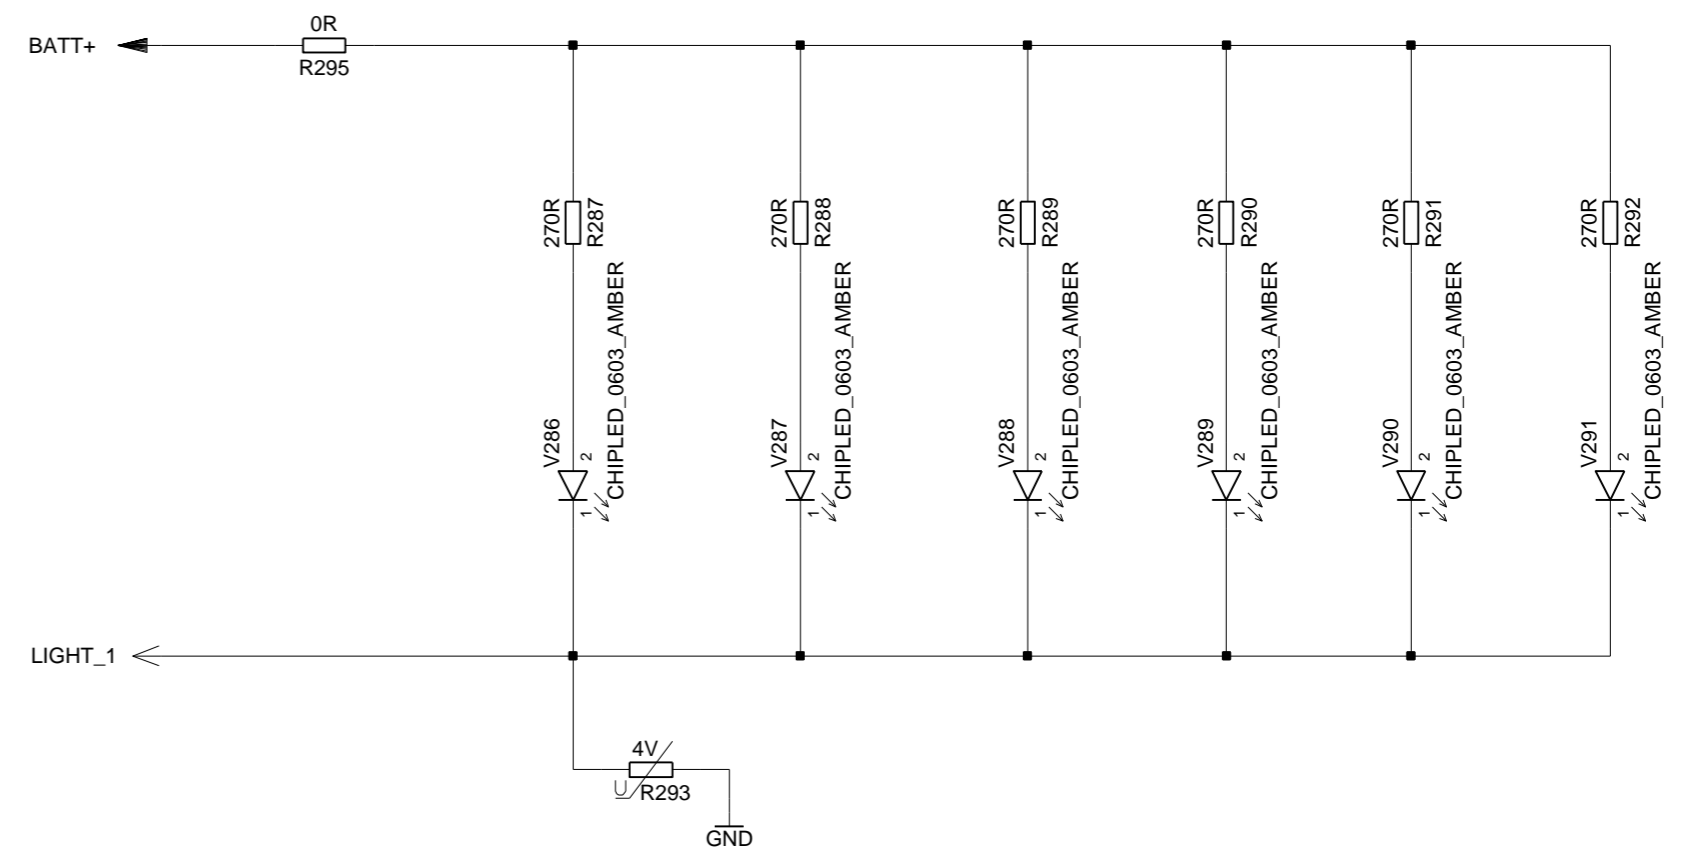 0R
BATT+
R295
270R
R287
270R
R288
270R
R289
270R
R290
270R
R291
270R
R292
CHIPLED_0603_AMBER
CHIPLED_0603_AMBER
CHIPLED_0603_AMBER
CHIPLED_0603_AMBER
CHIPLED_0603_AMBER
CHIPLED_0603_AMBER
V286
2
1
V287
2
1
V288
2
1
V289
2
1
V290
2
1
V291
2
1
LIGHT_1
4V
U
R293
GND